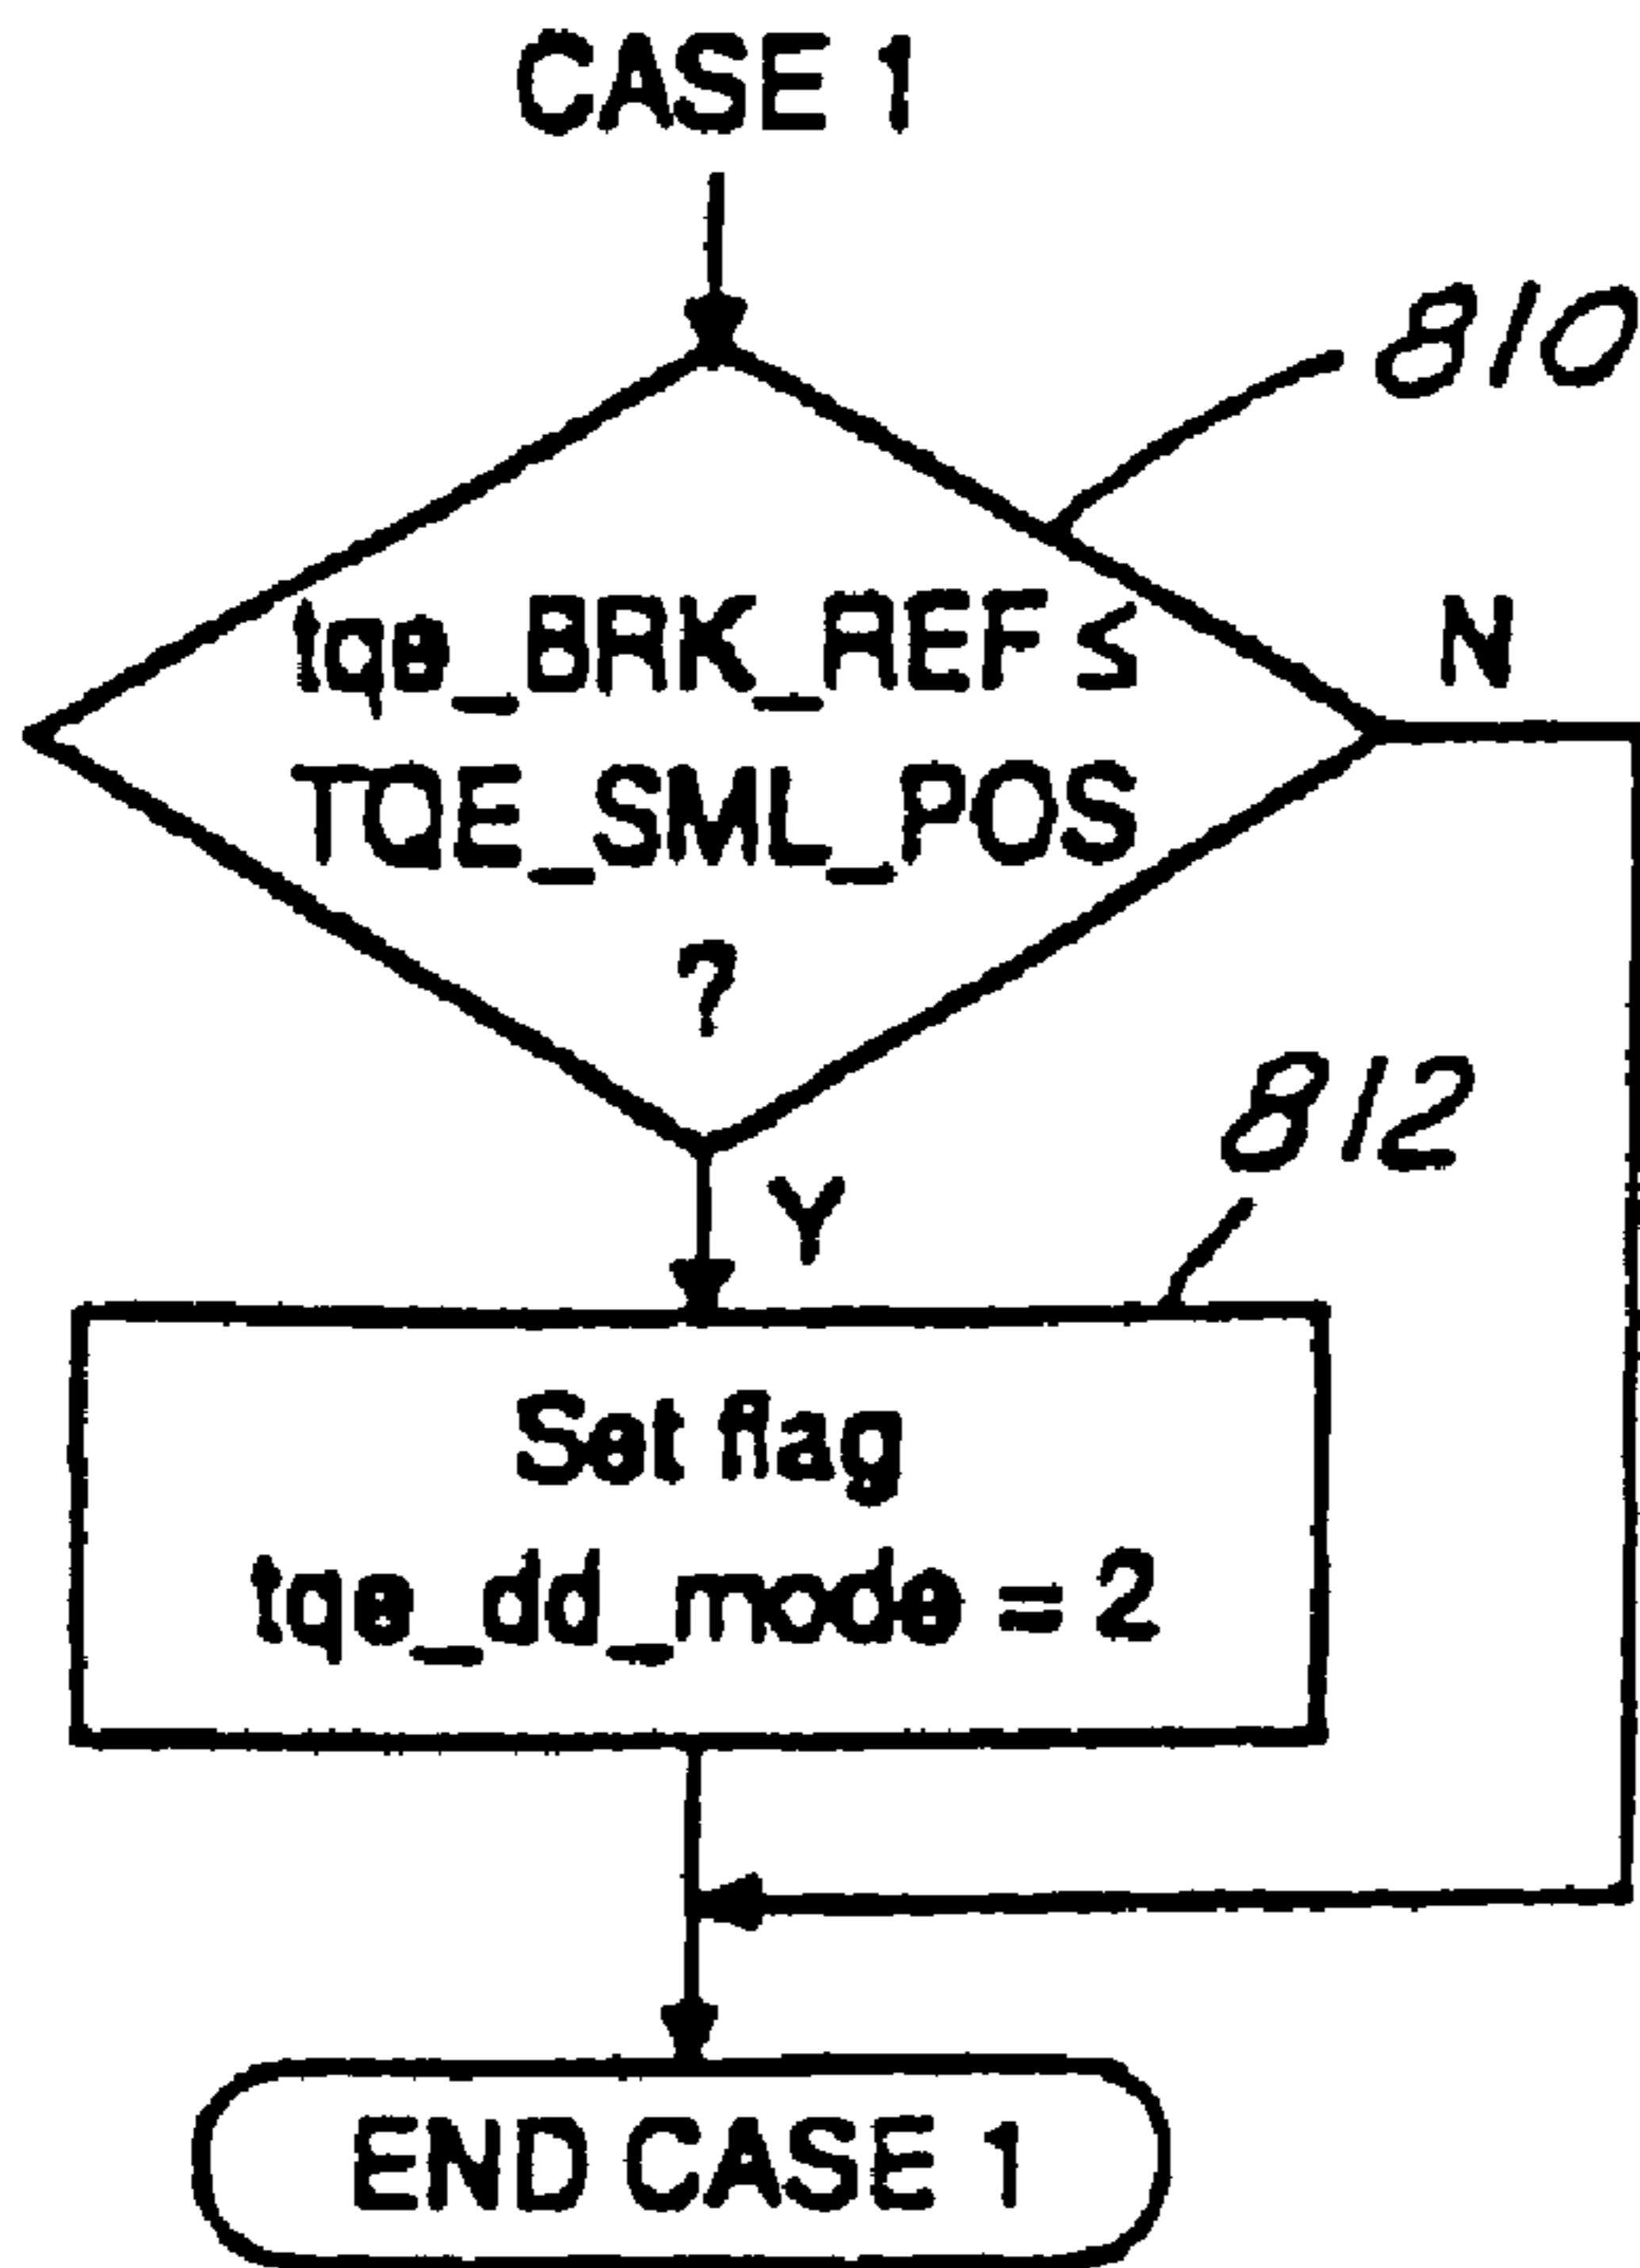 CASE 1
810
tqe_BRK_REF ≤
N
TQE_SML_POS
?
812
Y
Set flag
tqe_dd_mode = 2
END CASE 1